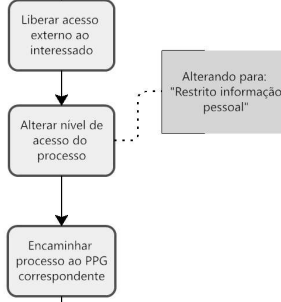 Liberar acesso
externo ao
interessado
Alterar nível de
acesso do
processo
Alterando para:
"Restrito informação
pessoal"
Encaminhar
processo ao PPG
correspondente